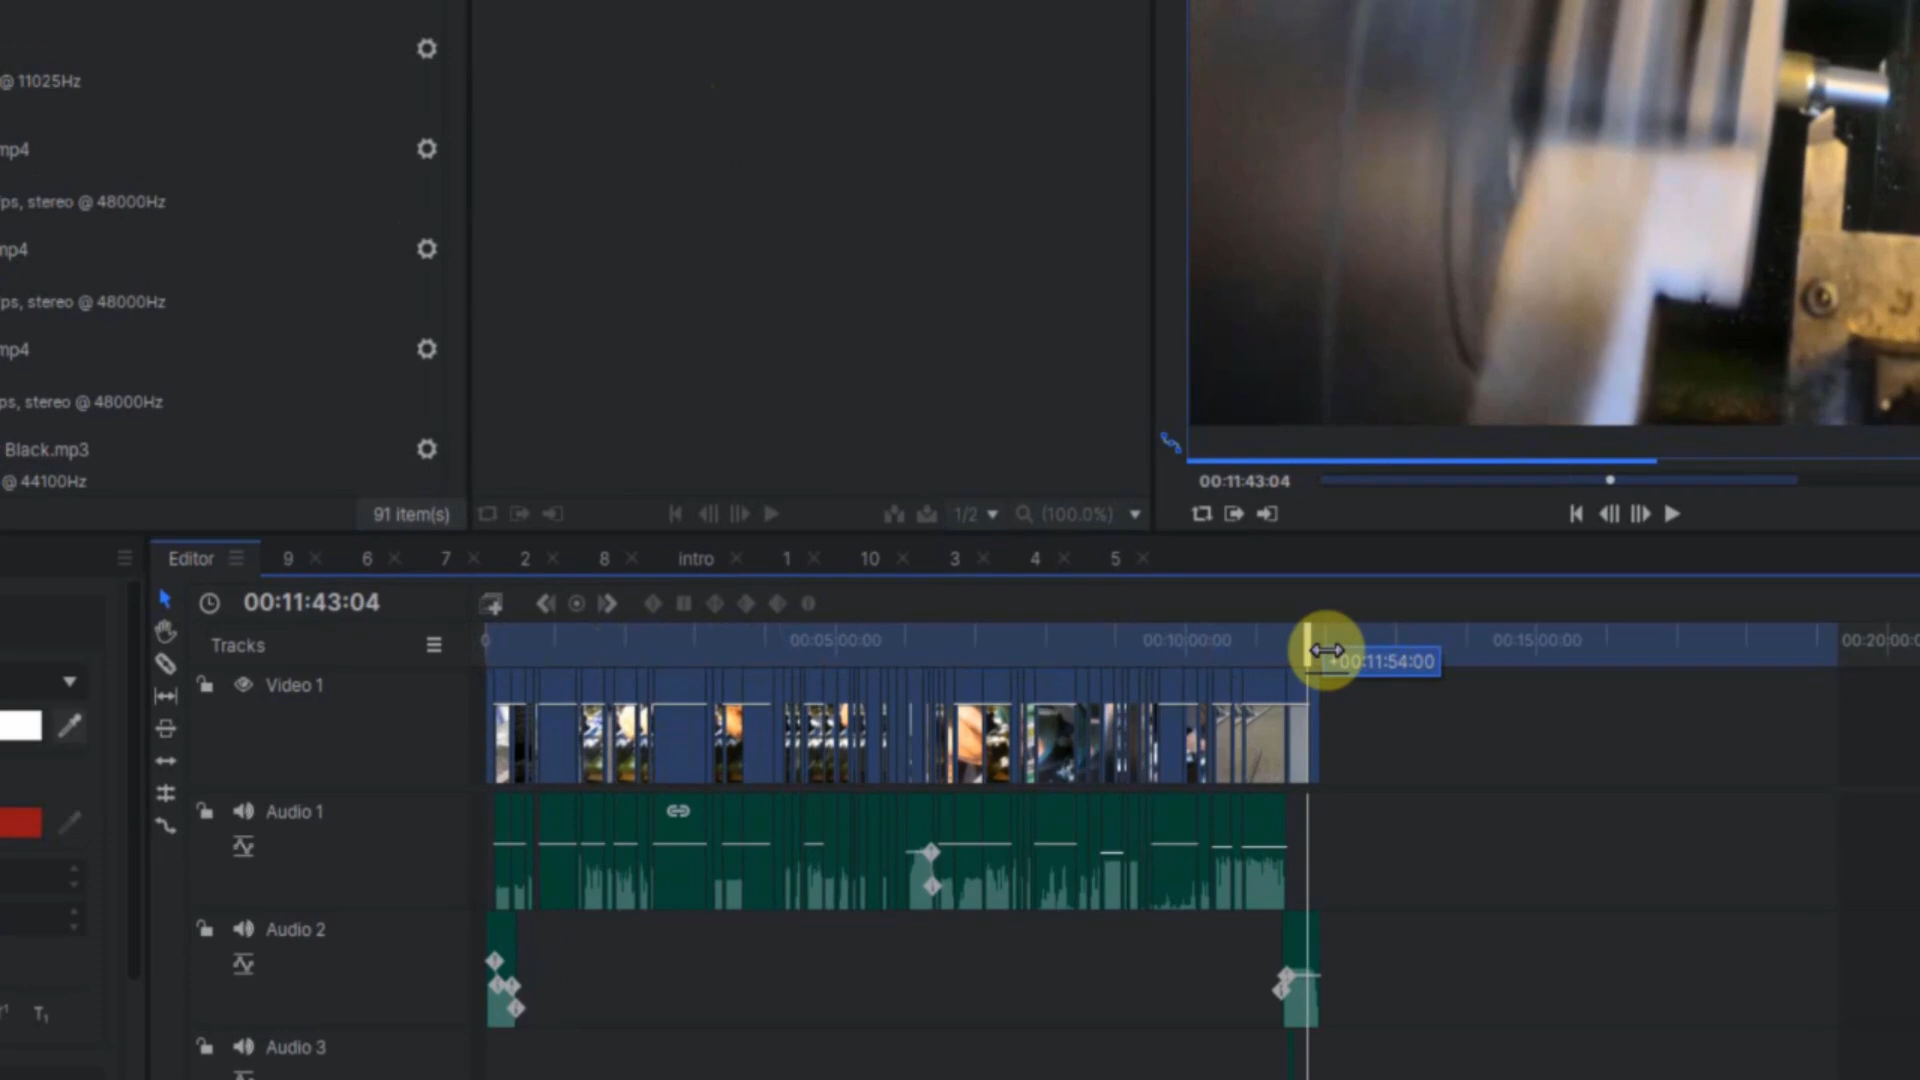 @ 11025Hz
mp4
ps, stereo @ 48000Hz
mp4
ps, stereo @ 48000Hz
mp4
ps, stereo @ 48000Hz
Black.mp3
@ 44100Hz
91 item(s)
1/2
(100.0%)
00:11:43:04
Editor
9
6
7
2
8
intro
1
10
3
4
5
00:11:43:04
Tracks
0
00:05:00:00
00:10:00:00
00:15:00:00
00:20:00:0
+00:11:54:00
Video 1
Audio 1
Audio 2
Audio 3